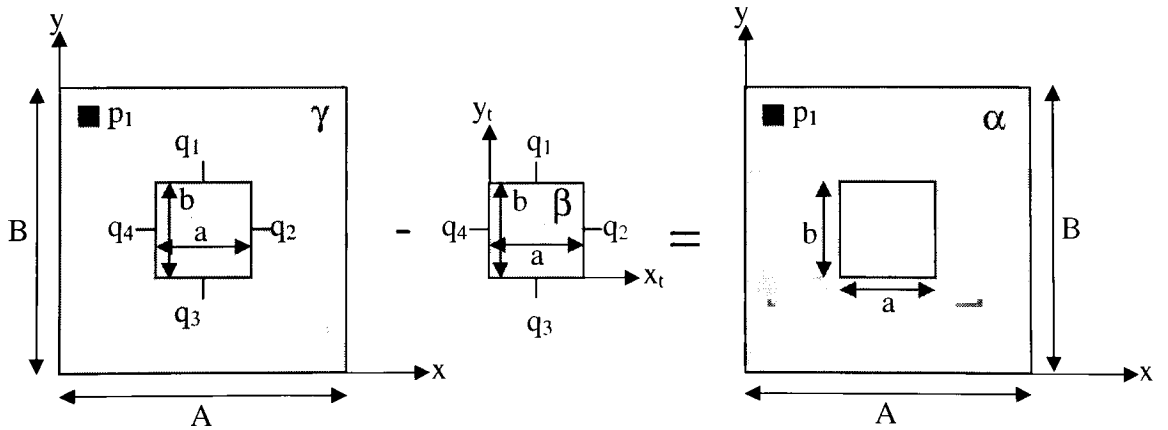 y
p₁
γ
q₁
b
q₄
a
q₂
B
q₃
x
A
-
yₜ
q₁
b
β
q₄
a
q₂
xₜ
q₃
=
y
p₁
α
b
a
B
x
A